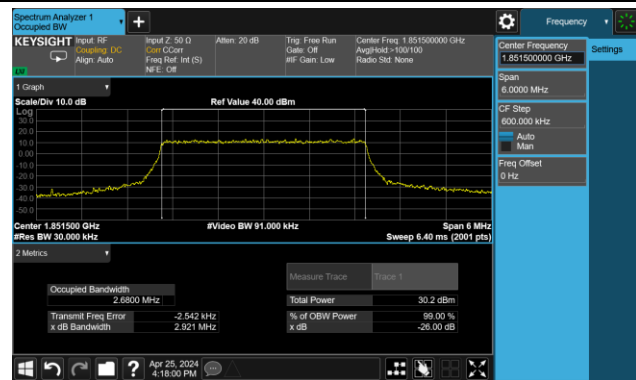 Spectrum Analyzer 1
Occupied BW
+
Frequency
KEYSIGHT
Input: RF
Coupling: DC
Align: Auto
Input Z: 50 Ω
Corr CCorr
Freq Ref: Int (S)
NFE: Off
Atten: 20 dB
Trig: Free Run
Gate: Off
#IF Gain: Low
Center Freq: 1.851500000 GHz
Avg|Hold:>100/100
Radio Std: None
Center Frequency
1.851500000 GHz
Settings
Span
6.0000 MHz
CF Step
600.000 kHz
Auto
Man
Freq Offset
0 Hz
1 Graph
Scale/Div 10.0 dB
Ref Value 40.00 dBm
Log
30.0
20.0
10.0
0.00
-10.0
-20.0
-30.0
-40.0
-50.0
Center 1.851500 GHz
#Video BW 91.000 kHz
Span 6 MHz
#Res BW 30.000 kHz
Sweep 6.40 ms (2001 pts)
2 Metrics
Measure Trace
Trace 1
Occupied Bandwidth
2.6800 MHz
Total Power
30.2 dBm
Transmit Freq Error
-2.542 kHz
% of OBW Power
99.00 %
x dB Bandwidth
2.921 MHz
x dB
-26.00 dB
?
Apr 25, 2024
4:18:00 PM